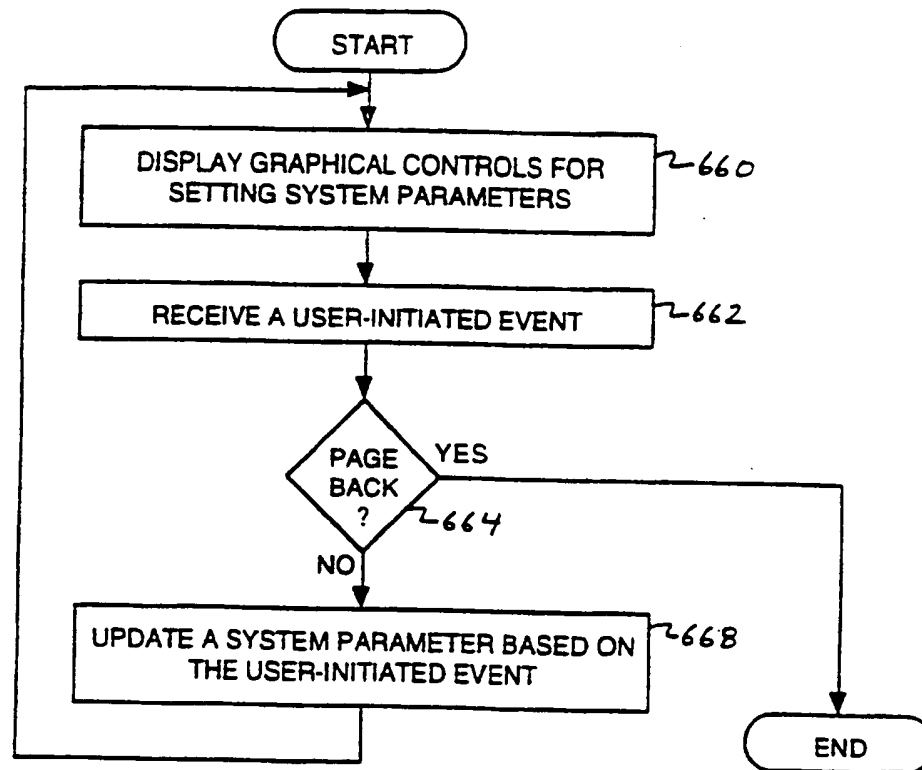 START
DISPLAY GRAPHICAL CONTROLS FOR
SETTING SYSTEM PARAMETERS
660
RECEIVE A USER-INITIATED EVENT
662
PAGE
BACK
?
YES
664
NO
UPDATE A SYSTEM PARAMETER BASED ON
THE USER-INITIATED EVENT
668
END